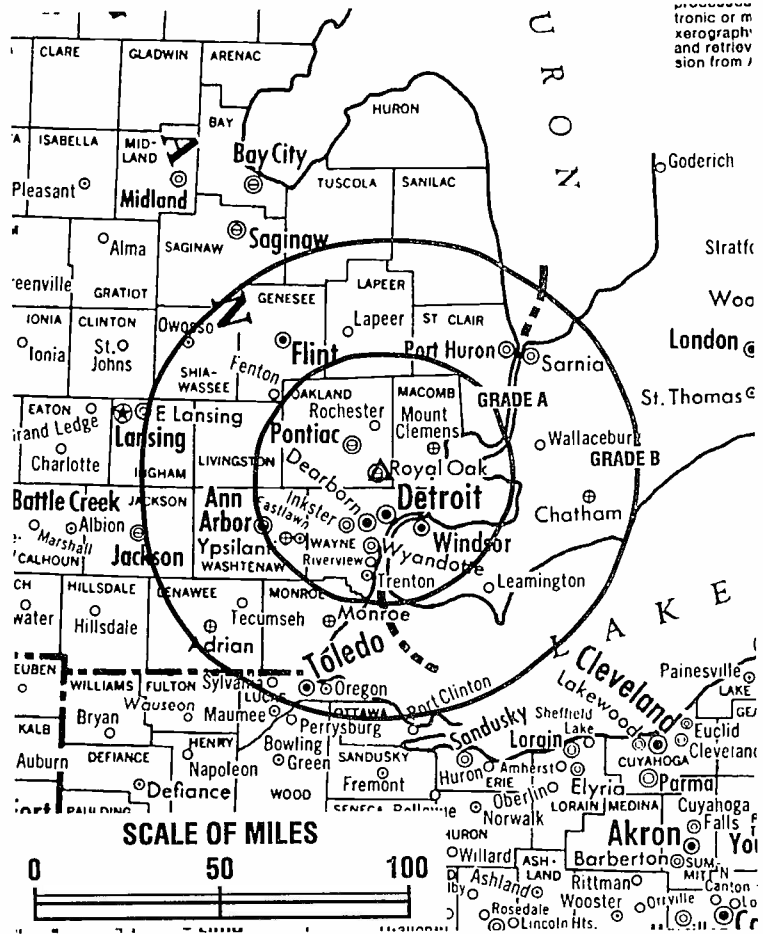 tronic or m
xerograph
and retriev
sion from
CLARE
GLADWIN
ARENAC
U
R
O
N
HURON
BAY
ISABELLA
MID-
LAND
Bay City
Goderich
Pleasant
Midland
TUSCOLA
SANILAC
Alma
SAGINAW
Saginaw
Stratfo
reenville
GRATIOT
GENESEE
LAPEER
Woo
IONIA
CLINTON
Owosso
Lapeer
ST CLAIR
Ionia
St.
Johns
Flint
Port Huron
Sarnia
London
SHIA-
WASSEE
Fenton
OAKLAND
MACOMB
GRADE A
St. Thomas
EATON
E Lansing
Rochester
Mount
Clemens
rand Ledge
Lansing
Pontiac
Wallaceburg
Charlotte
INGHAM
LIVINGSTON
Dearborn
Royal Oak
GRADE B
Battle Creek
JACKSON
Ann
Arbor
Eastlawn
Inkster
Detroit
Chatham
Albion
Marshall
CALHOUN
Jackson
Ypsilanti
WASHTENAW
WAYNE
Riverview
Wyandotte
Windsor
Trenton
Leamington
HILLSDALE
LENAWEE
MONROE
water
Hillsdale
Tecumseh
Monroe
Adrian
L A K E
Toledo
EUBEN
WILLIAMS
FULTON
Sylvania
LUCAS
Oregon
Port Clinton
Cleveland
Lakewood
Painesville
LAKE
Bryan
Wauseon
Maumee
Perrysburg
OTTAWA
Sandusky
Sheffield
Lake
Euclid
KALB
HENRY
Bowling
Green
Lorain
Cleveland
Auburn
DEFIANCE
Napoleon
SANDUSKY
Huron
Amherst
CUYAHOGA
Defiance
Fremont
ERIE
Elyria
Parma
WOOD
Oberlin
PAULDING
SENECA
Bellevue
Norwalk
LORAIN
MEDINA
Cuyahoga
Falls
SCALE OF MILES
0 50 100
HURON
Willard
Akron
ASH-
LAND
Barberton
SUM-
MIT
Ashland
Rittman
Canton
Wooster
Orrville
Rosedale
Lincoln Hts.